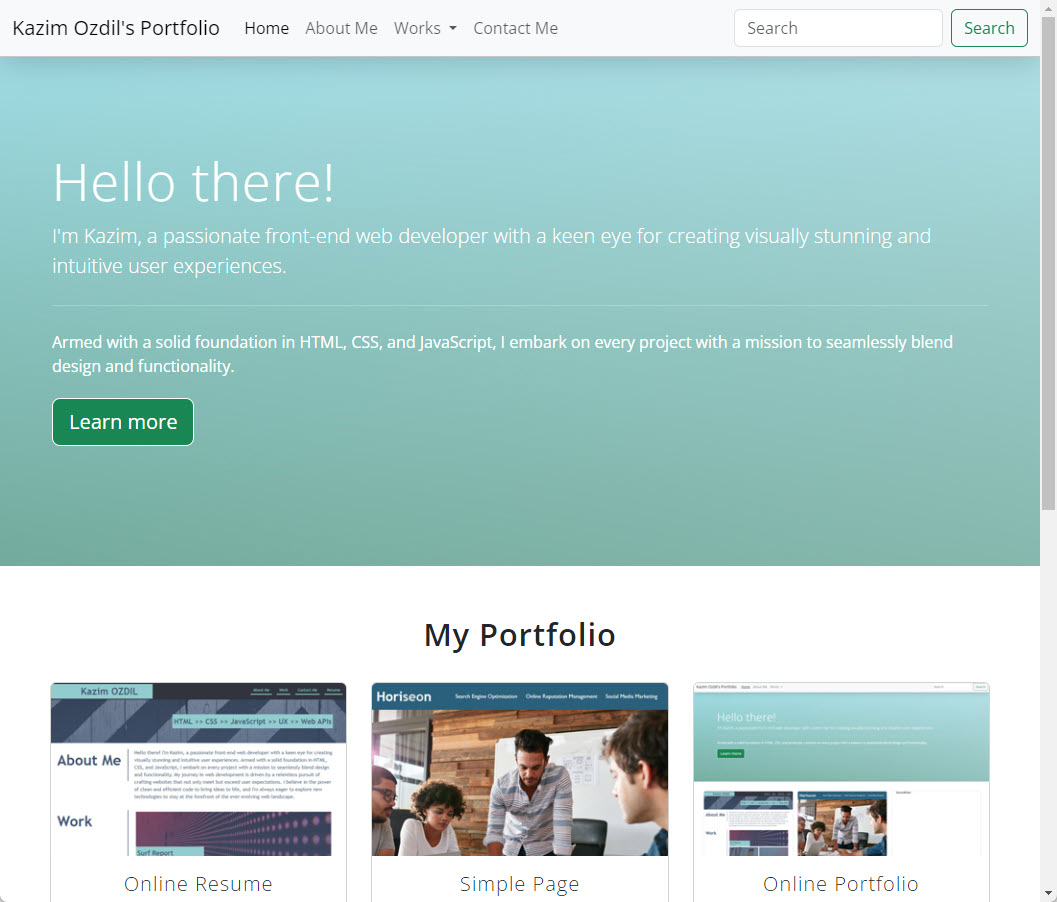 Kazim Ozdil's Portfolio Home About Me Works Contact Me Search Search
Hello there!
I'm Kazim, a passionate front-end web developer with a keen eye for creating visually stunning and
intuitive user experiences.
Armed with a solid foundation in HTML, CSS, and JavaScript, I embark on every project with a mission to seamlessly blend
design and functionality.
Learn more
My Portfolio
Kazim OZDIL About Me Work Contact Me Resume
HTML >> CSS >> JavaScript >> UX >> Web APIs
About Me
Hello there! I'm Kazim, a passionate front-end web developer with a keen eye for creating
visually stunning and intuitive user experiences. Armed with a solid foundation in HTML,
CSS, and JavaScript, I embark on every project with a mission to seamlessly blend design
and functionality. My journey in web development is driven by a relentless pursuit of
crafting websites that not only meet but exceed user expectations. I believe in the power
of clean and efficient code to bring ideas to life, and I'm always eager to explore new
technologies to stay at the forefront of the ever evolving web landscape.
Work
Surf Report
Online Resume
Horiseon Search Engine Optimization Online Reputation Management Social Media Marketing
Simple Page
Kazim Ozdil's Portfolio Home About Me Works Search Search
Hello there!
Learn more
Horiseon
About Me
Work
Online Portfolio